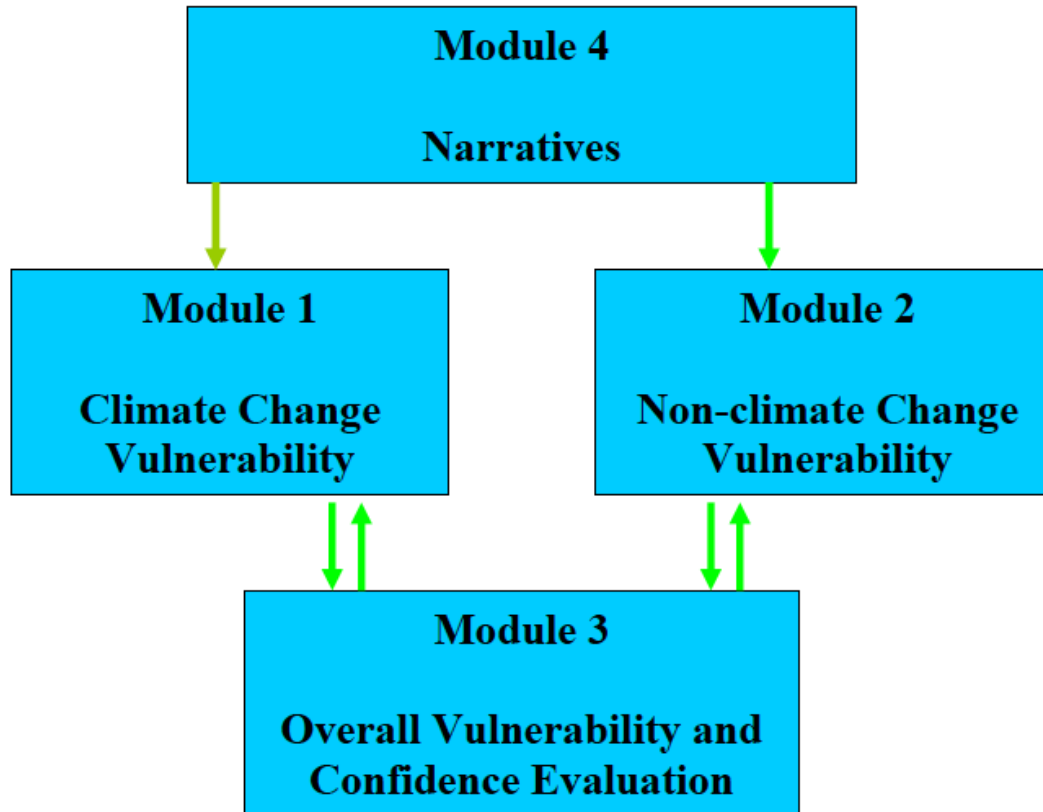 Module 4
Narratives
Module 1
Climate Change
Vulnerability
Module 2
Non-climate Change
Vulnerability
Module 3
Overall Vulnerability and
Confidence Evaluation